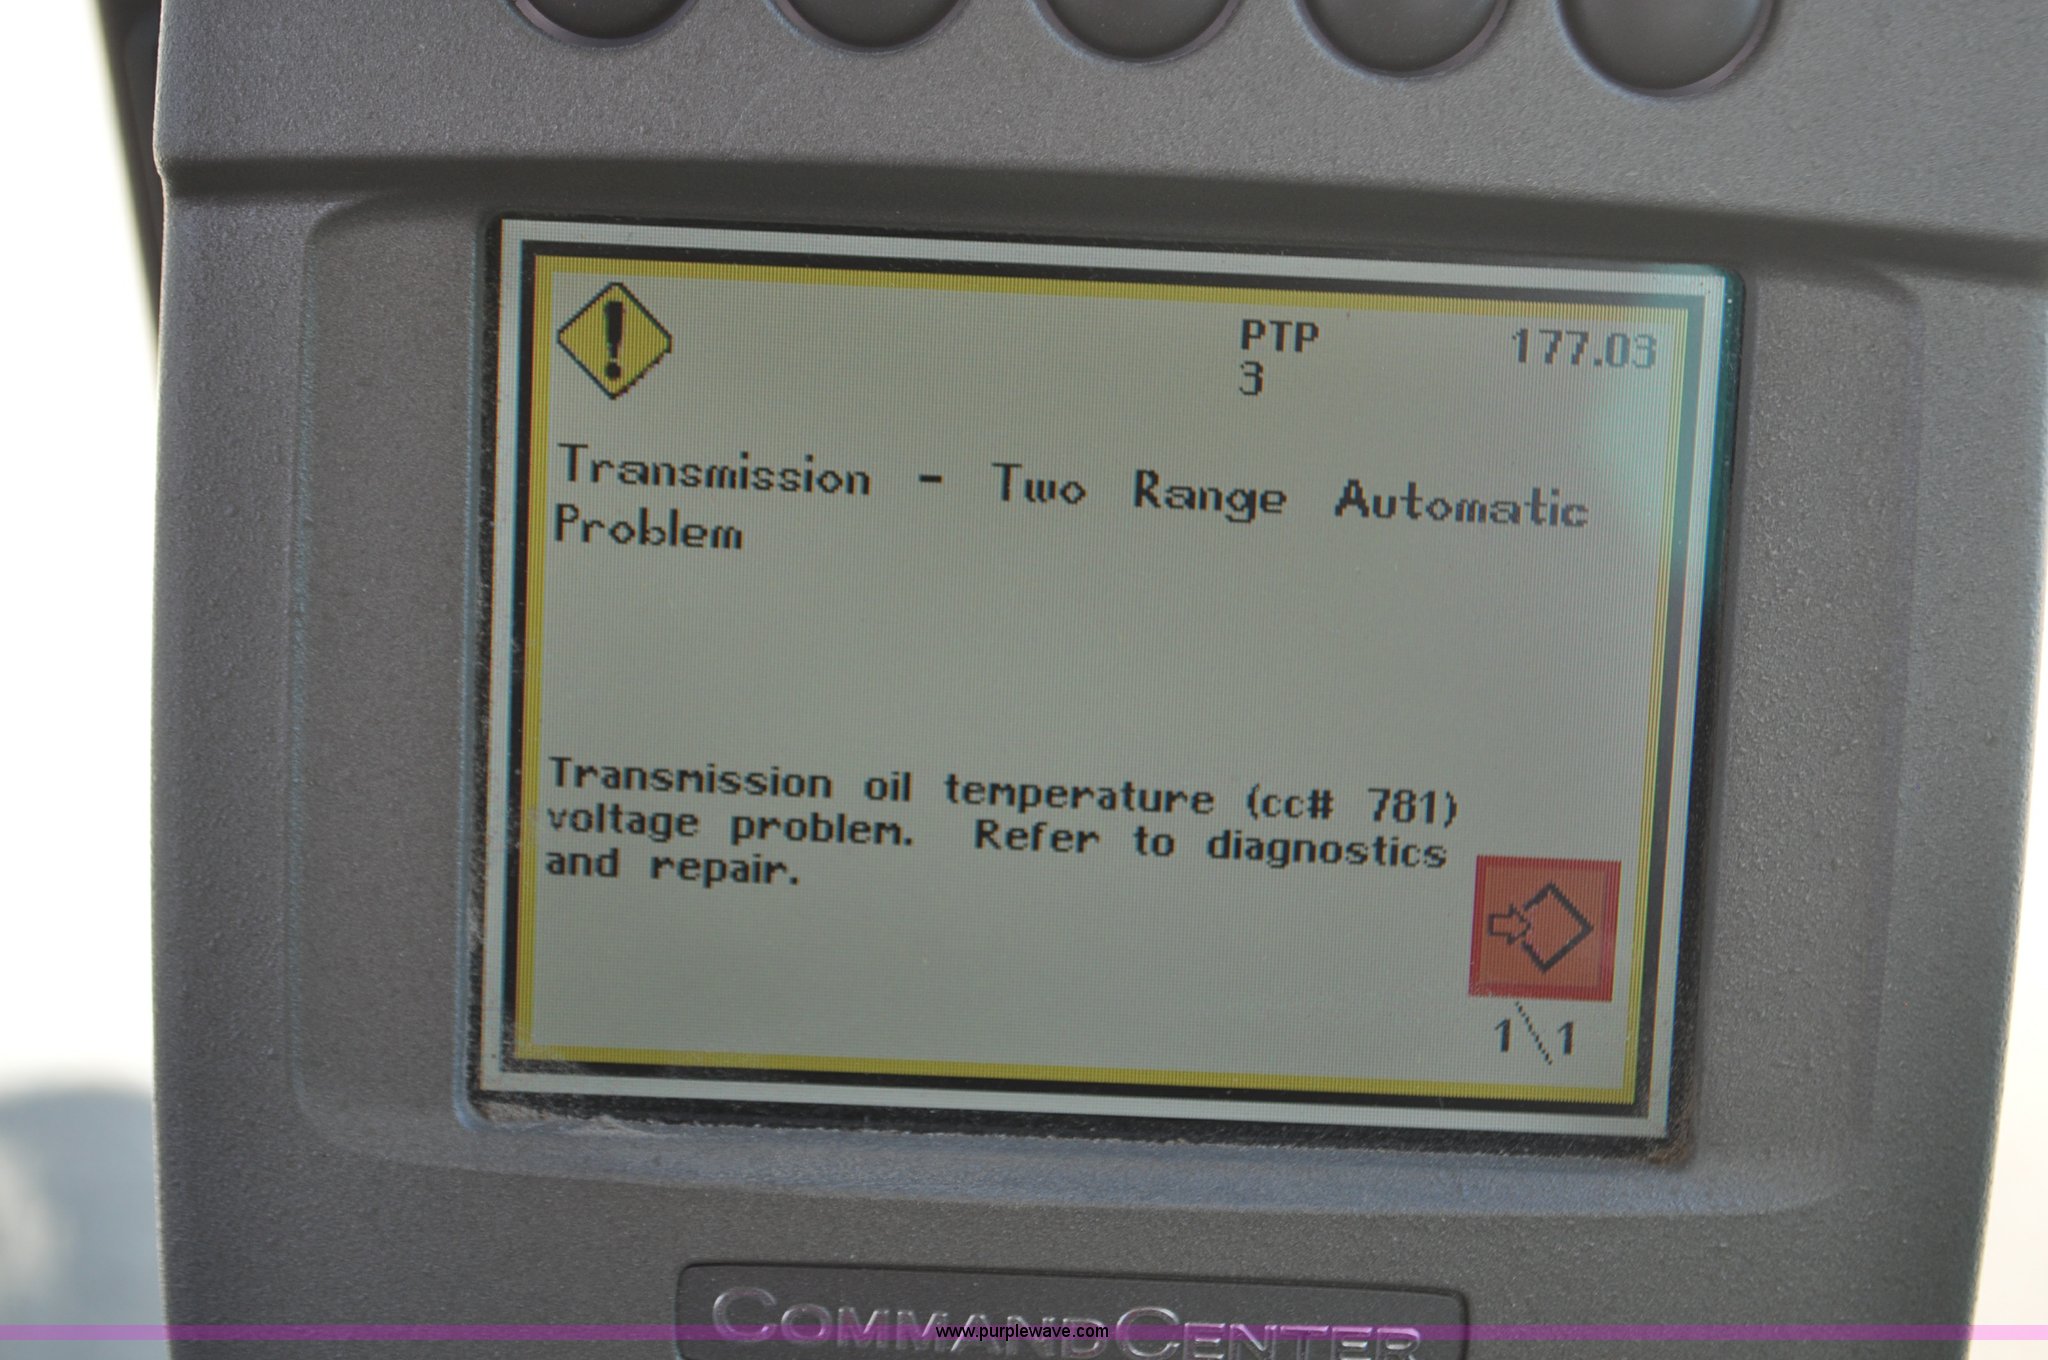 PTP 177.03
3
Transmission - Two Range Automatic
Problem
Transmission oil temperature (cc# 781)
voltage problem. Refer to diagnostics
and repair.
1\1
COMMANDCENTER
www.purplewave.com